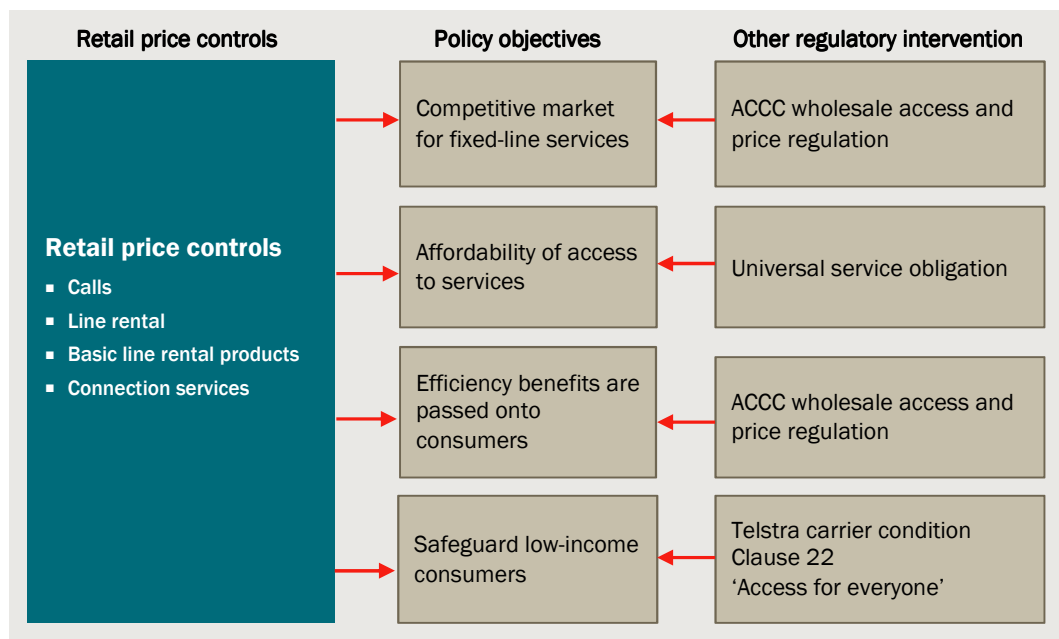 Retail price controls
Policy objectives
Other regulatory intervention
Retail price controls
▪ Calls
▪ Line rental
▪ Basic line rental products
▪ Connection services
Competitive market
for fixed-line services
ACCC wholesale access and
price regulation
Affordability of access
to services
Universal service obligation
Efficiency benefits are
passed onto
consumers
ACCC wholesale access and
price regulation
Safeguard low-income
consumers
Telstra carrier condition
Clause 22
‘Access for everyone’